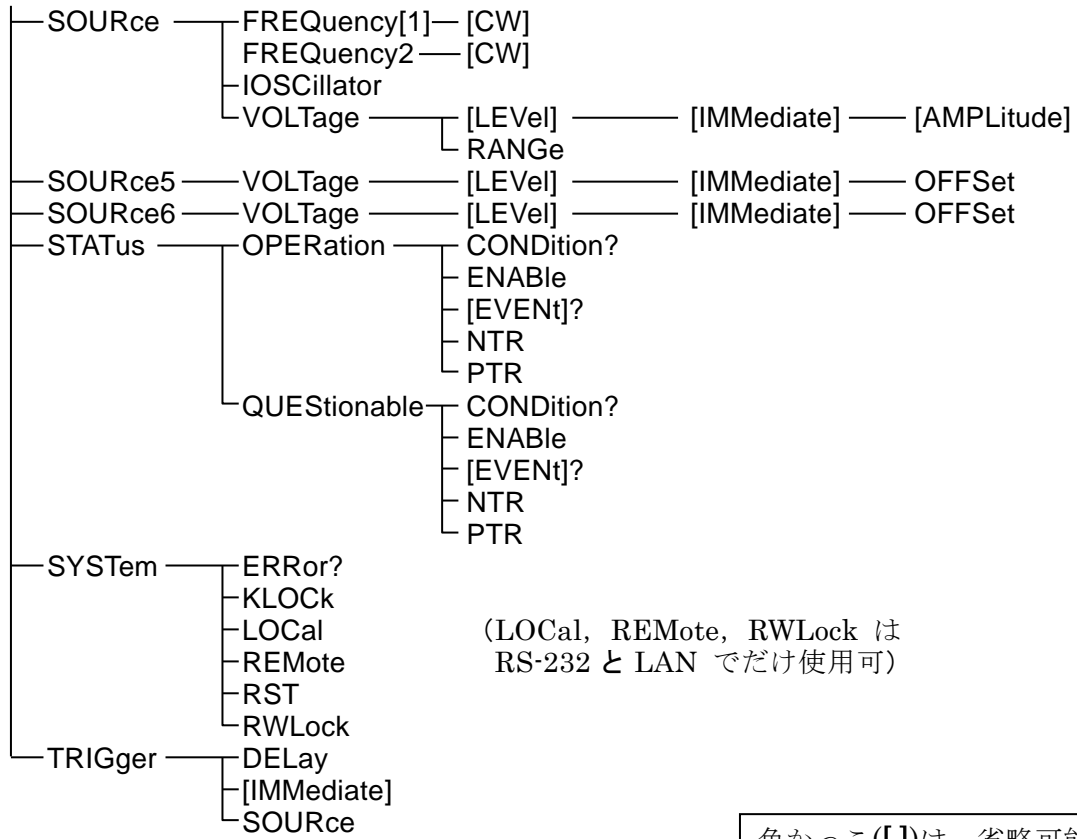 SOURce FREQuency[1] [CW]
FREQuency2 [CW]
IOSCillator
VOLTage [LEVel] [IMMediate] [AMPLitude]
RANGe
SOURce5 VOLTage [LEVel] [IMMediate] OFFSet
SOURce6 VOLTage [LEVel] [IMMediate] OFFSet
STATus OPERation CONDition?
ENABle
[EVENt]?
NTR
PTR
QUEStionable CONDition?
ENABle
[EVENt]?
NTR
PTR
SYSTem ERRor?
KLOCk
LOCal (LOCal, REMote, RWLock は
REMote RS-232 と LAN でだけ使用可)
RST
RWLock
TRIGger DELay
[IMMediate]
SOURce